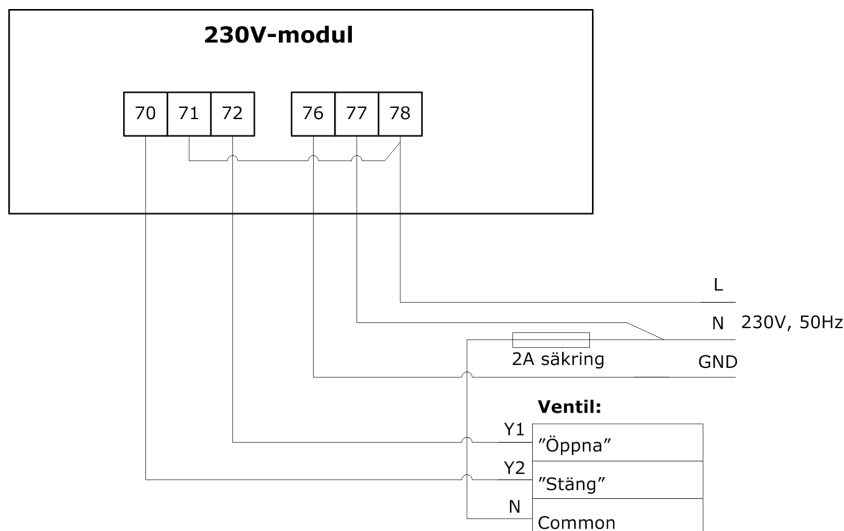 230V-modul
70 71 72 76 77 78
L
N 230V, 50Hz
2A säkring
GND
Ventil:
Y1 ”Öppna”
Y2 ”Stäng”
N Common